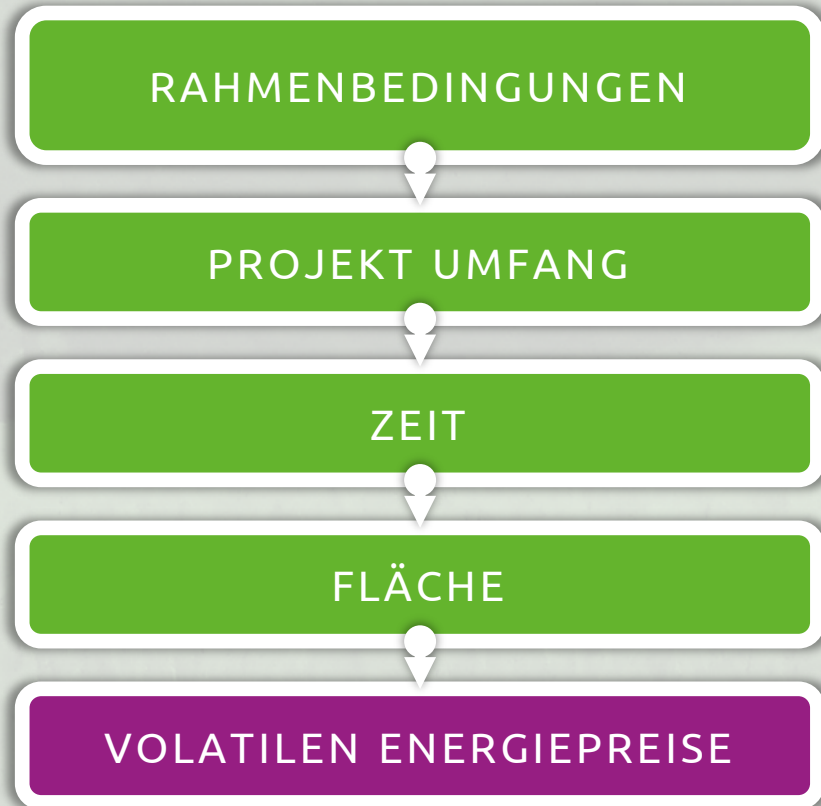 RAHMENBEDINGUNGEN
PROJEKT UMFANG
ZEIT
FLÄCHE
VOLATILEN ENERGIEPREISE